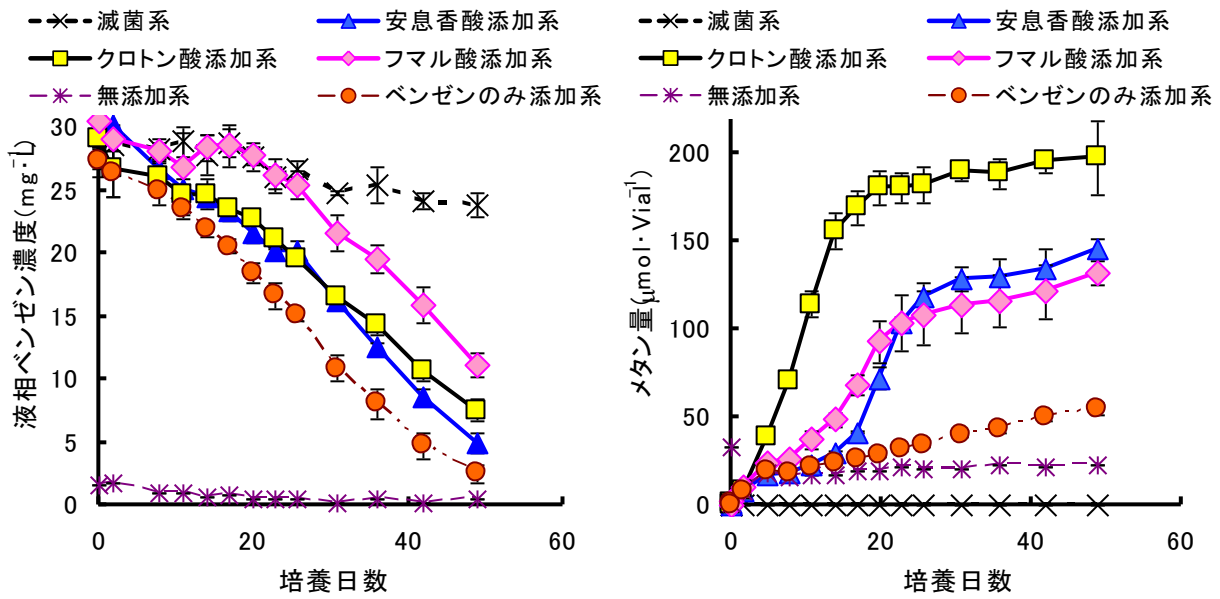 滅菌系 安息香酸添加系
クロトン酸添加系 フマル酸添加系
無添加系 ベンゼンのみ添加系
液相ベンゼン濃度(mg·L⁻¹)
30
25
20
15
10
5
0
0 20 40 60
培養日数
滅菌系 安息香酸添加系
クロトン酸添加系 フマル酸添加系
無添加系 ベンゼンのみ添加系
メタン量(μmol·Vial⁻¹)
200
150
100
50
0
0 20 40 60
培養日数